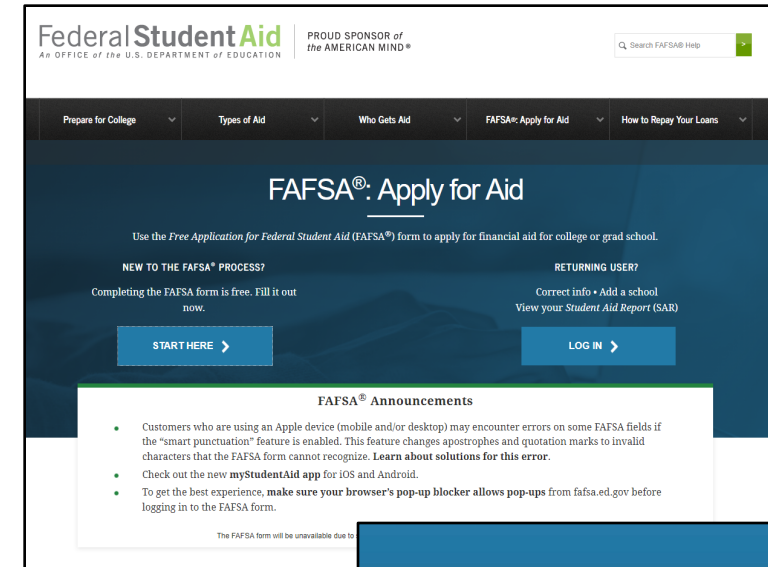 Federal Student Aid
An OFFICE of the U.S. DEPARTMENT of EDUCATION
PROUD SPONSOR of
the AMERICAN MIND®
Search FAFSA® Help
Prepare for College
Types of Aid
Who Gets Aid
FAFSA®: Apply for Aid
How to Repay Your Loans
FAFSA®: Apply for Aid
Use the Free Application for Federal Student Aid (FAFSA®) form to apply for financial aid for college or grad school.
NEW TO THE FAFSA® PROCESS?
Completing the FAFSA form is free. Fill it out
now.
START HERE
RETURNING USER?
Correct info • Add a school
View your Student Aid Report (SAR)
LOG IN
FAFSA® Announcements
• Customers who are using an Apple device (mobile and/or desktop) may encounter errors on some FAFSA fields if
the “smart punctuation” feature is enabled. This feature changes apostrophes and quotation marks to invalid
characters that the FAFSA form cannot recognize. Learn about solutions for this error.
• Check out the new myStudentAid app for iOS and Android.
• To get the best experience, make sure your browser's pop-up blocker allows pop-ups from fafsa.ed.gov before
logging in to the FAFSA form.
The FAFSA form will be unavailable due to